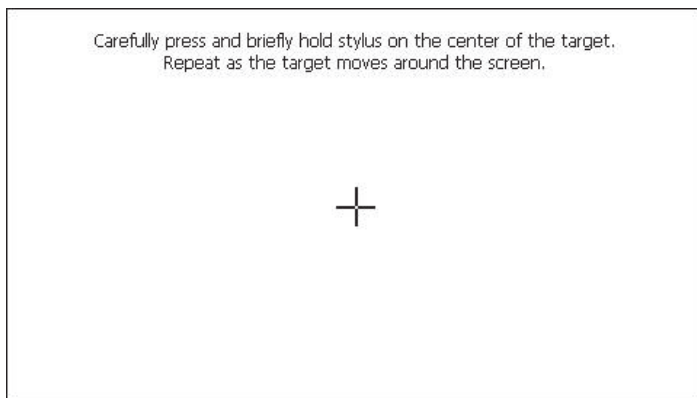 Carefully press and briefly hold stylus on the center of the target.
Repeat as the target moves around the screen.